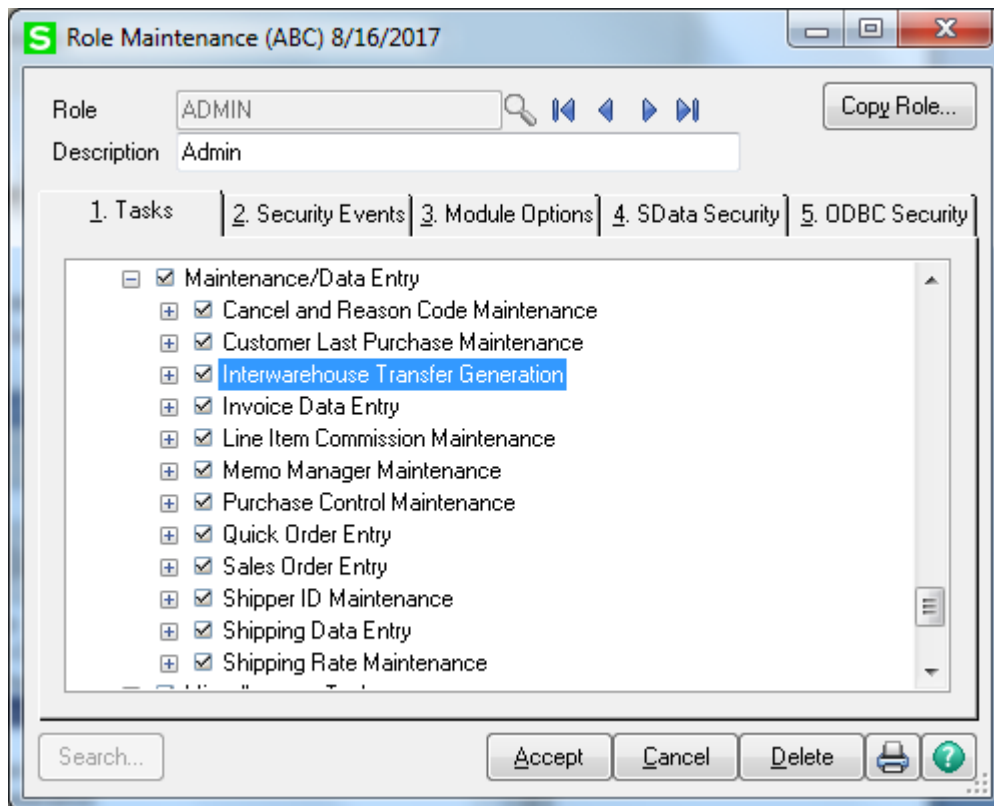 S Role Maintenance (ABC) 8/16/2017
Role ADMIN Copy Role...
Description Admin
1. Tasks 2. Security Events 3. Module Options 4. SData Security 5. ODBC Security
Maintenance/Data Entry
Cancel and Reason Code Maintenance
Customer Last Purchase Maintenance
Interwarehouse Transfer Generation
Invoice Data Entry
Line Item Commission Maintenance
Memo Manager Maintenance
Purchase Control Maintenance
Quick Order Entry
Sales Order Entry
Shipper ID Maintenance
Shipping Data Entry
Shipping Rate Maintenance
Search... Accept Cancel Delete